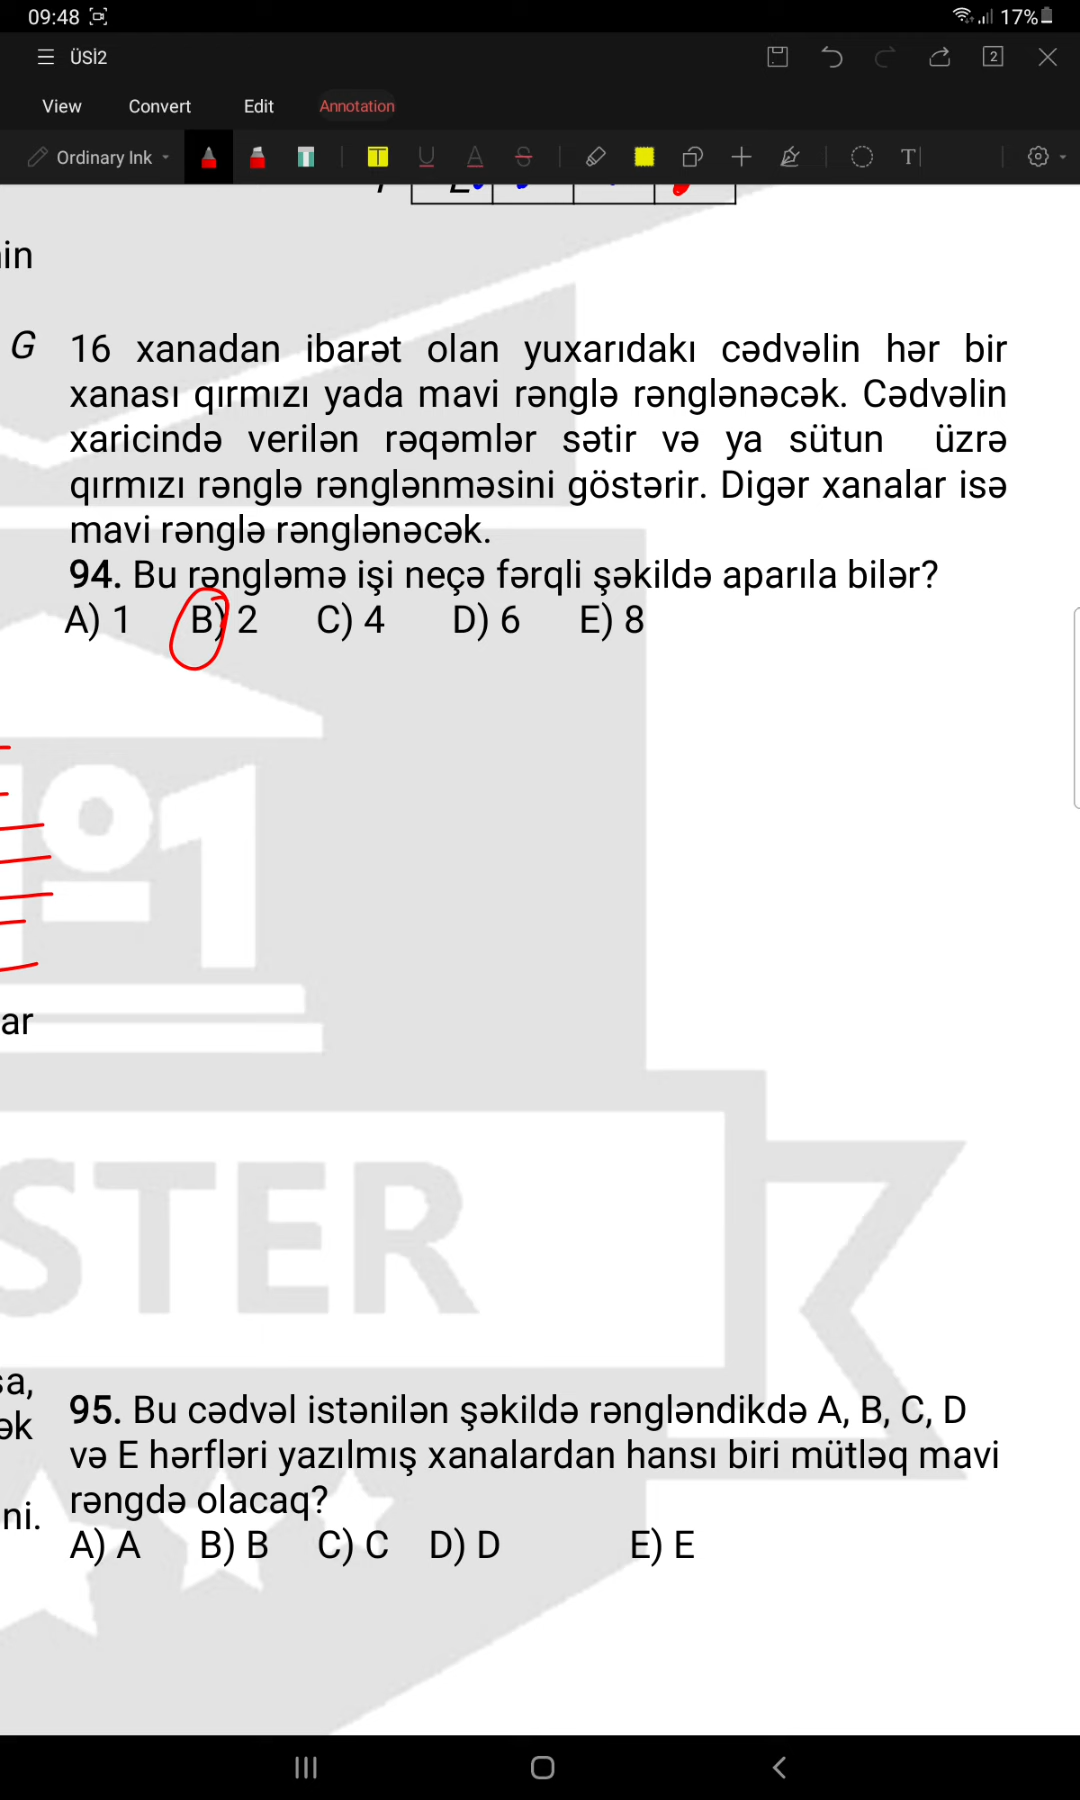 09:48 17%
ÜSİ2 2
View Convert Edit Annotation
Ordinary Ink T U A S T
in
G 16 xanadan ibarət olan yuxarıdakı cədvəlin hər bir
xanası qırmızı yada mavi rənglə rənglənəcək. Cədvəlin
xaricində verilən rəqəmlər sətir və ya sütun üzrə
qırmızı rənglə rənglənməsini göstərir. Digər xanalar isə
mavi rənglə rənglənəcək.
94. Bu rəngləmə işi neçə fərqli şəkildə aparıla bilər?
A) 1 B) 2 C) 4 D) 6 E) 8
№1
ar
STER
sa,
ək
95. Bu cədvəl istənilən şəkildə rəngləndikdə A, B, C, D
və E hərfləri yazılmış xanalardan hansı biri mütləq mavi
ni. rəngdə olacaq?
A) A B) B C) C D) D E) E